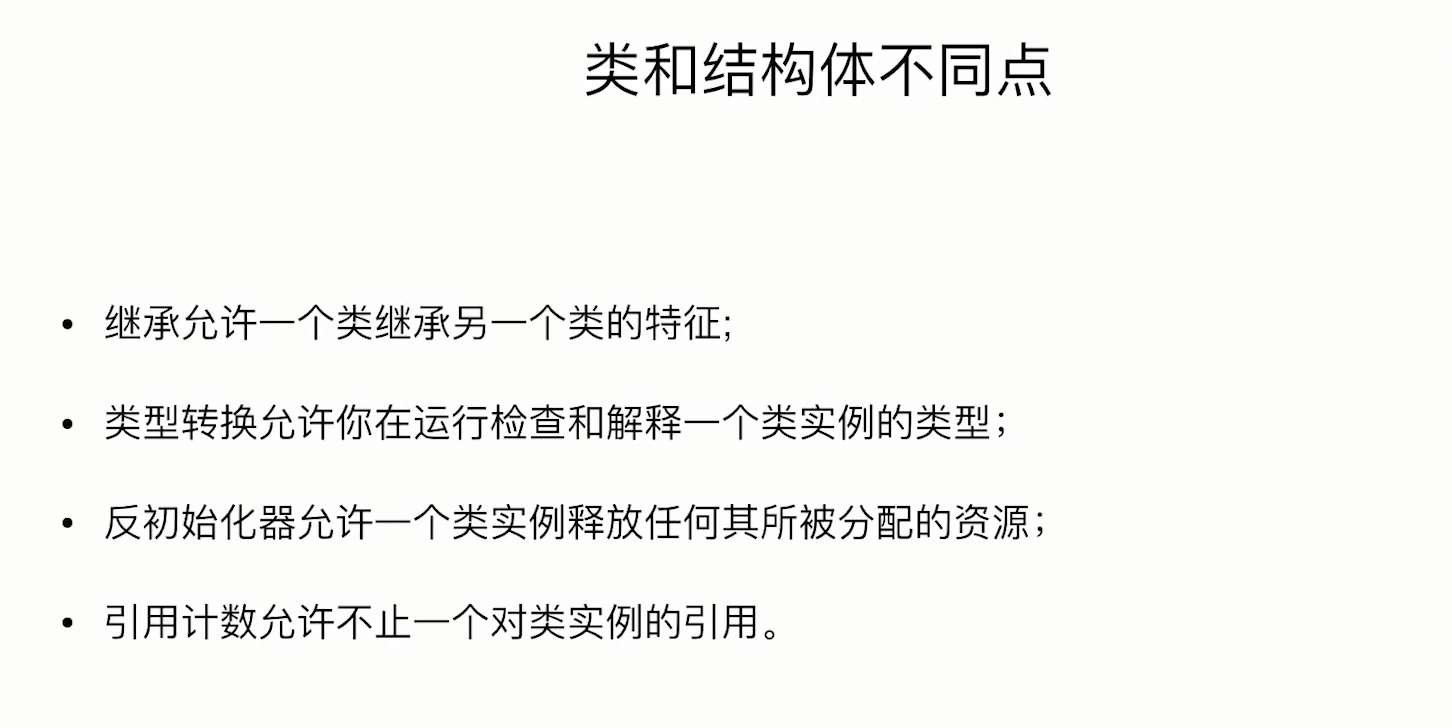 类和结构体不同点
• 继承允许一个类继承另一个类的特征;
• 类型转换允许你在运行检查和解释一个类实例的类型；
• 反初始化器允许一个类实例释放任何其所被分配的资源；
• 引用计数允许不止一个对类实例的引用。